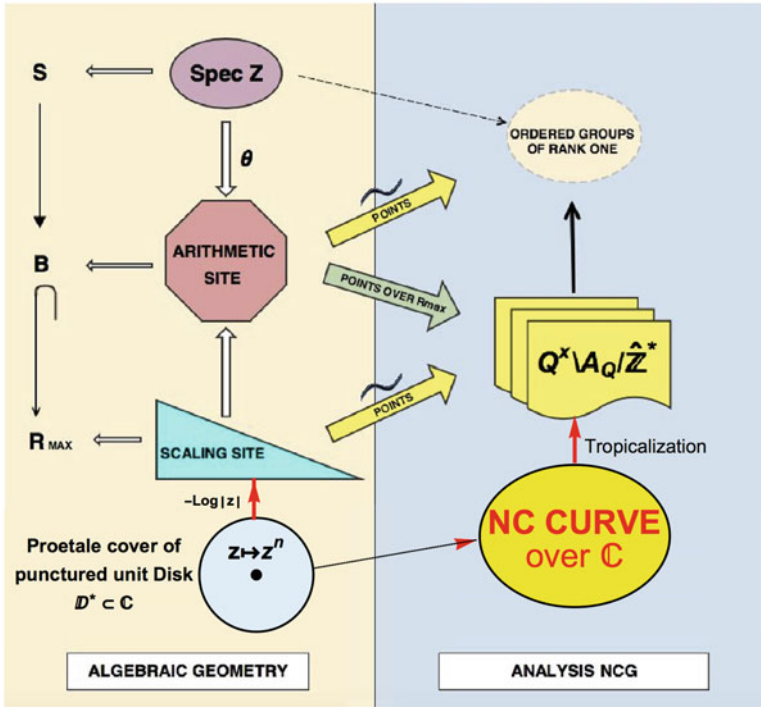 S
Spec Z
θ
ORDERED GROUPS
OF RANK ONE
POINTS
B
ARITHMETIC
SITE
POINTS OVER Rmax
Q^x\A_Q/Ẑ^*
POINTS
R MAX
SCALING SITE
Tropicalization
-Log|z|
NC CURVE
over ℂ
Proetale cover of
punctured unit Disk
𝔻* ⊂ ℂ
z↦z^n
ALGEBRAIC GEOMETRY
ANALYSIS NCG